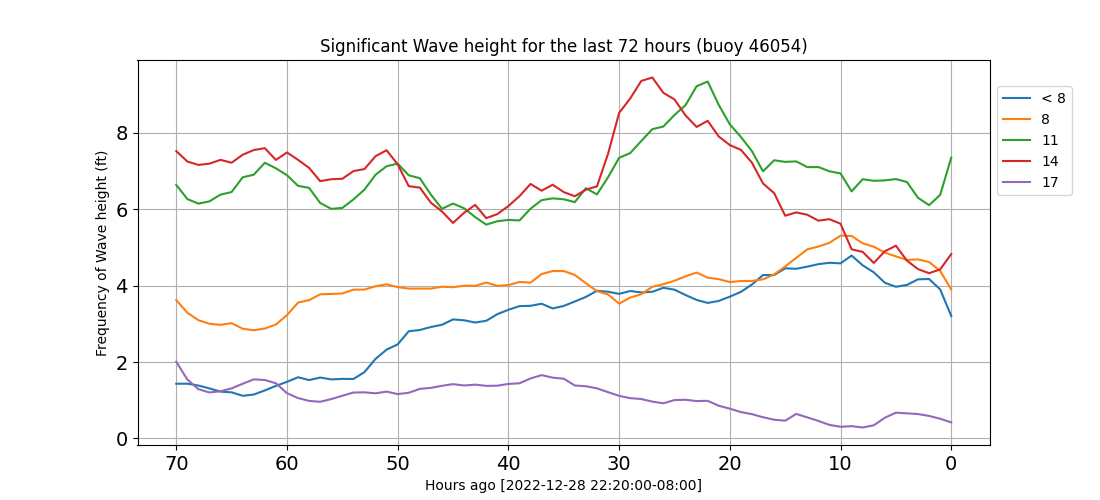 Significant Wave height for the last 72 hours (buoy 46054)
Frequency of Wave height (ft)
8
6
4
2
0
70 60 50 40 30 20 10 0
Hours ago [2022-12-28 22:20:00-08:00]
< 8
8
11
14
17